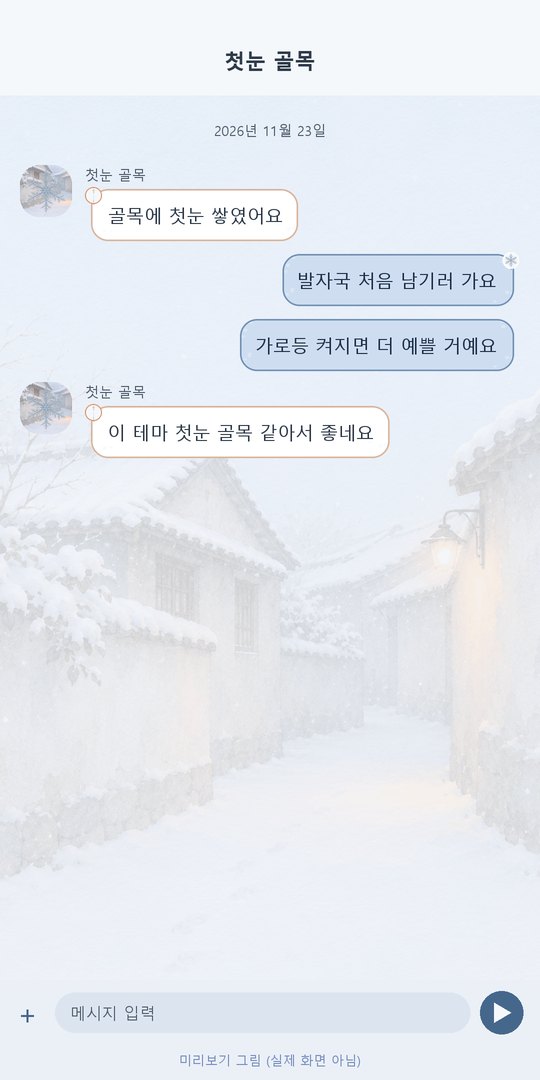 첫눈 골목
2026년 11월 23일
첫눈 골목
골목에 첫눈 쌓였어요
발자국 처음 남기러 가요
가로등 켜지면 더 예쁠 거예요
첫눈 골목
이 테마 첫눈 골목 같아서 좋네요
메시지 입력
미리보기 그림 (실제 화면 아님)